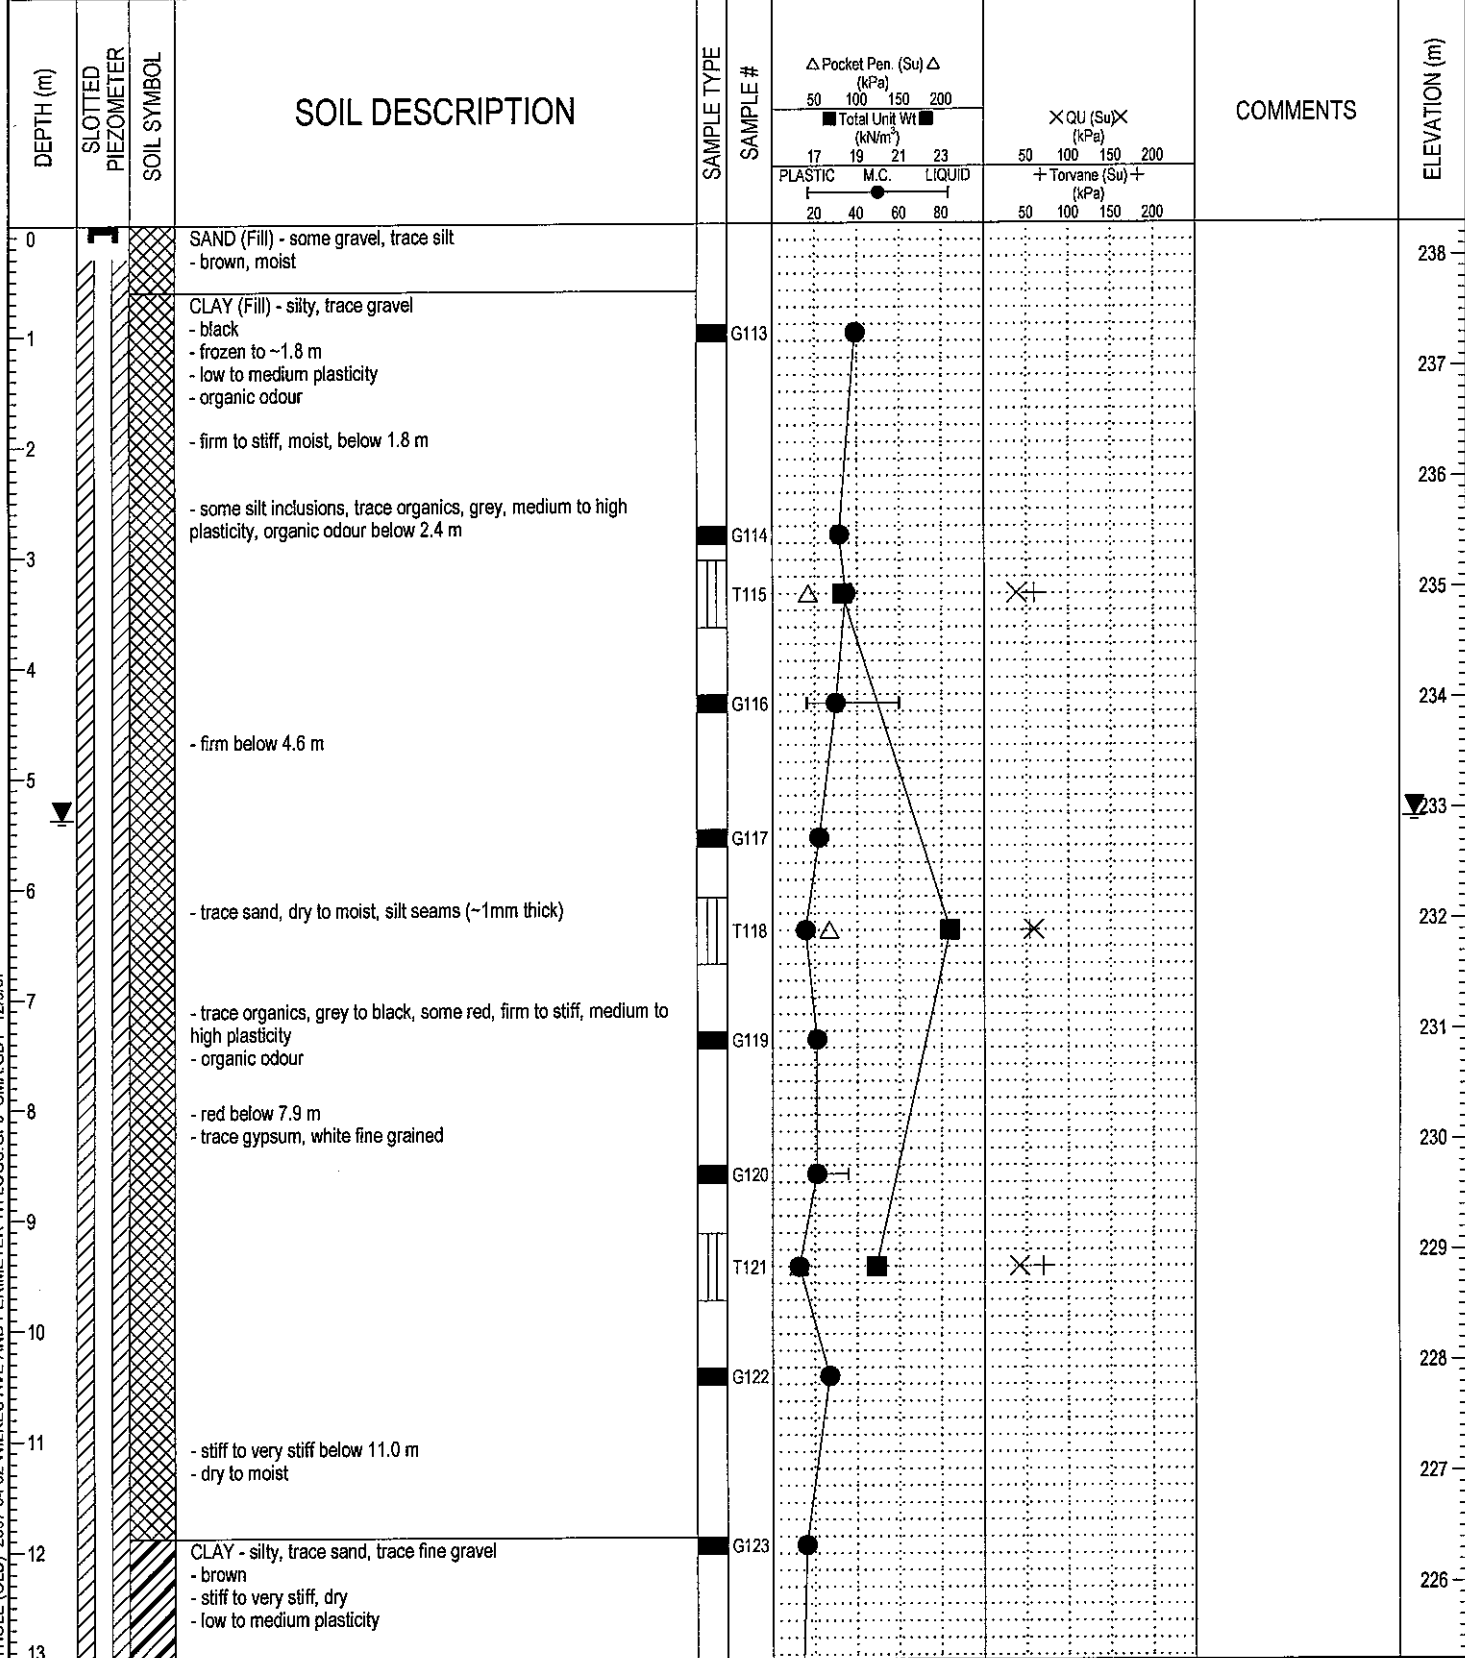 DEPTH (m)
SLOTTED
PIEZOMETER
SOIL SYMBOL
SOIL DESCRIPTION
SAMPLE TYPE
SAMPLE #
△ Pocket Pen. (Su) △
(kPa)
50 100 150 200
■ Total Unit Wt ■
(kN/m³)
17 19 21 23
PLASTIC M.C. LIQUID
20 40 60 80
× QU (Su) ×
(kPa)
50 100 150 200
+ Torvane (Su) +
(kPa)
50 100 150 200
COMMENTS
ELEVATION (m)
0
SAND (Fill) - some gravel, trace silt
- brown, moist
238
CLAY (Fill) - silty, trace gravel
- black
1
G113
- frozen to ~1.8 m
237
- low to medium plasticity
- organic odour
- firm to stiff, moist, below 1.8 m
2
236
- some silt inclusions, trace organics, grey, medium to high
plasticity, organic odour below 2.4 m
G114
3
235
T115
4
234
G116
- firm below 4.6 m
5
233
G117
6
- trace sand, dry to moist, silt seams (~1mm thick)
232
T118
7
- trace organics, grey to black, some red, firm to stiff, medium to
high plasticity
231
G119
- organic odour
8
- red below 7.9 m
- trace gypsum, white fine grained
230
G120
9
229
T121
10
228
G122
11
- stiff to very stiff below 11.0 m
- dry to moist
227
G123
12
CLAY - silty, trace sand, trace fine gravel
- brown
226
- stiff to very stiff, dry
- low to medium plasticity
13